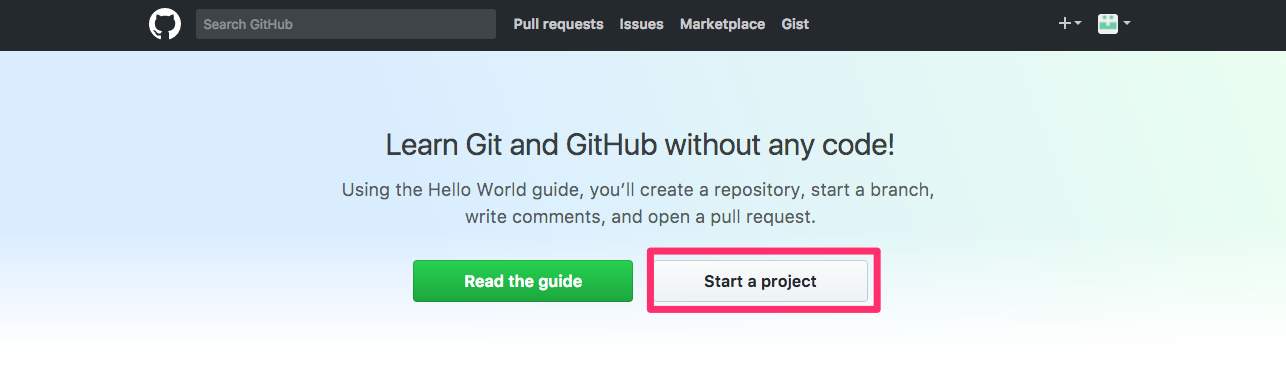 Search GitHub Pull requests Issues Marketplace Gist
Learn Git and GitHub without any code!
Using the Hello World guide, you’ll create a repository, start a branch,
write comments, and open a pull request.
Read the guide Start a project